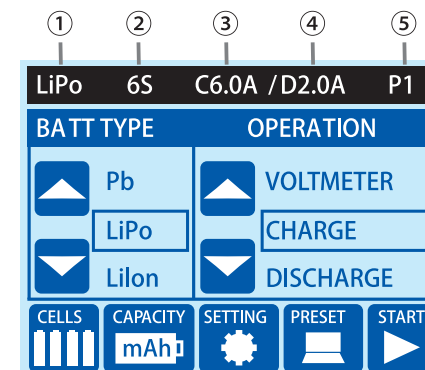 ① ② ③ ④ ⑤
LiPo 6S C6.0A / D2.0A P1
BATT TYPE OPERATION
Pb VOLTMETER
LiPo CHARGE
LiIon DISCHARGE
CELLS CAPACITY SETTING PRESET START
mAh